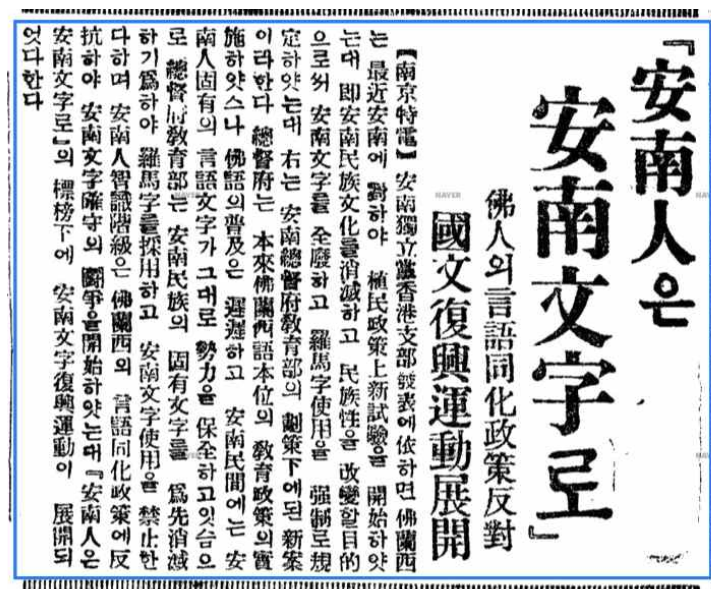 『安南人은
安南文字로』
佛人의言語同化政策反對
國文復興運動展開
【南京特電】 安南獨立黨香港支部發表에依하면 佛蘭西
는 最近安南에 對하야 植民政策上新試驗을 開始하얏
는대 即安南民族文化를消滅하고 民族性을 改變할目的
으로써 安南文字를 全廢하고 羅馬字使用을 强制로規
定하얏는대 右는 安南總督府敎育部의 劃策下에된 新案
이라한다 總督府는 本來佛蘭西語本位의 敎育政策의實
施하얏스나 佛語의普及은 遲遲하고 安南民間에는 安
南人固有의 言語文字가그대로 勢力을 保全하고잇슴으
로 總督府敎育部는 安南民族의 固有文字를 爲先消滅
하기爲하야 羅馬字를採用하고 安南文字使用을 禁止한
다하며 安南人智識階級은 佛蘭西의 言語同化政策에反
抗하야 安南文字確守의 鬪爭을開始하얏는대『安南人은
安南文字로』의 標榜下에 安南文字復興運動이 展開되
엇다한다
NAVER
NAVER